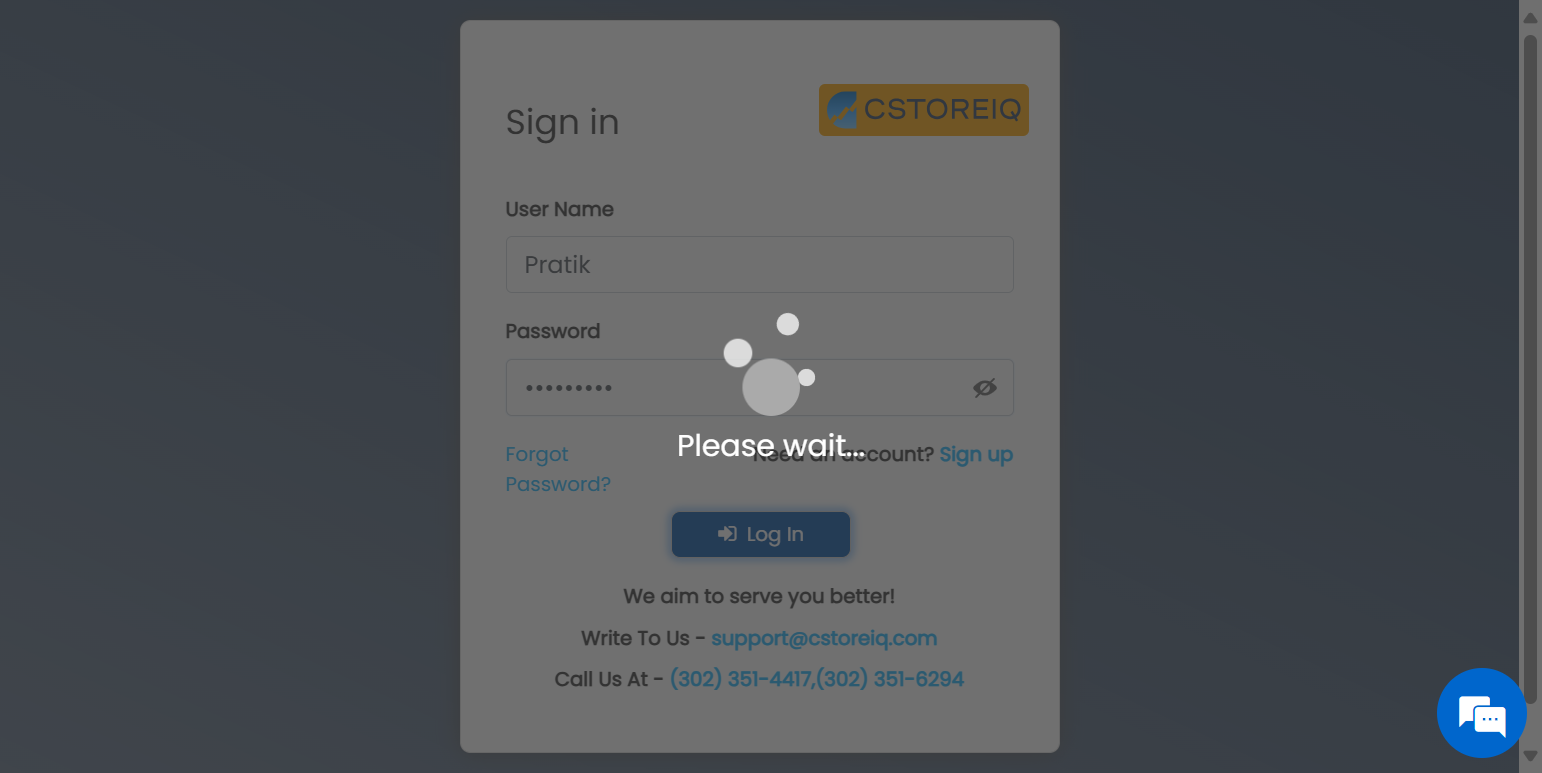 Sign in
CSTOREIQ
User Name
Pratik
Password
•••••••••
Please wait...
Forgot
Password?
Need an account? Sign up
Log In
We aim to serve you better!
Write To Us - support@cstoreiq.com
Call Us At - (302) 351-4417,(302) 351-6294